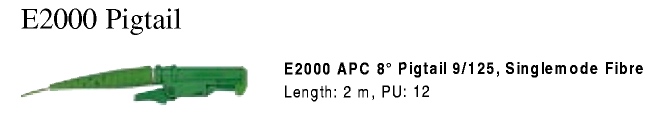 E2000 Pigtail
E2000 APC 8° Pigtail 9/125, Singlemode Fibre
Length: 2 m, PU: 12